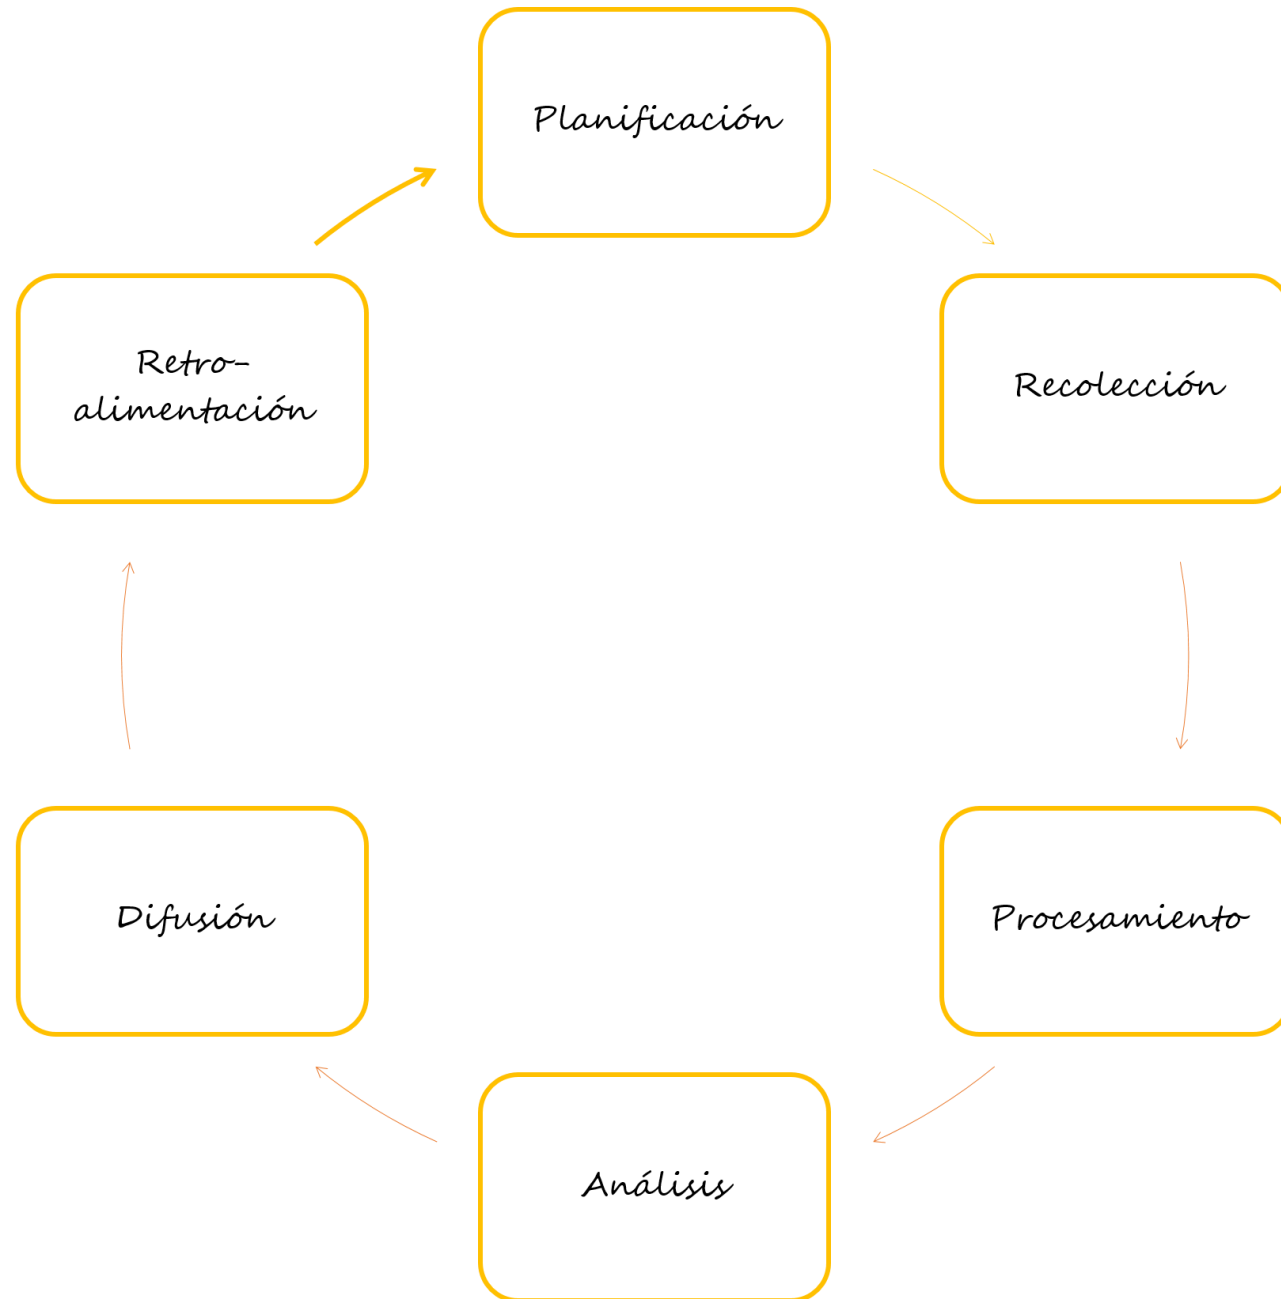 Planificación
Recolección
Procesamiento
Análisis
Difusión
Retro-
alimentación